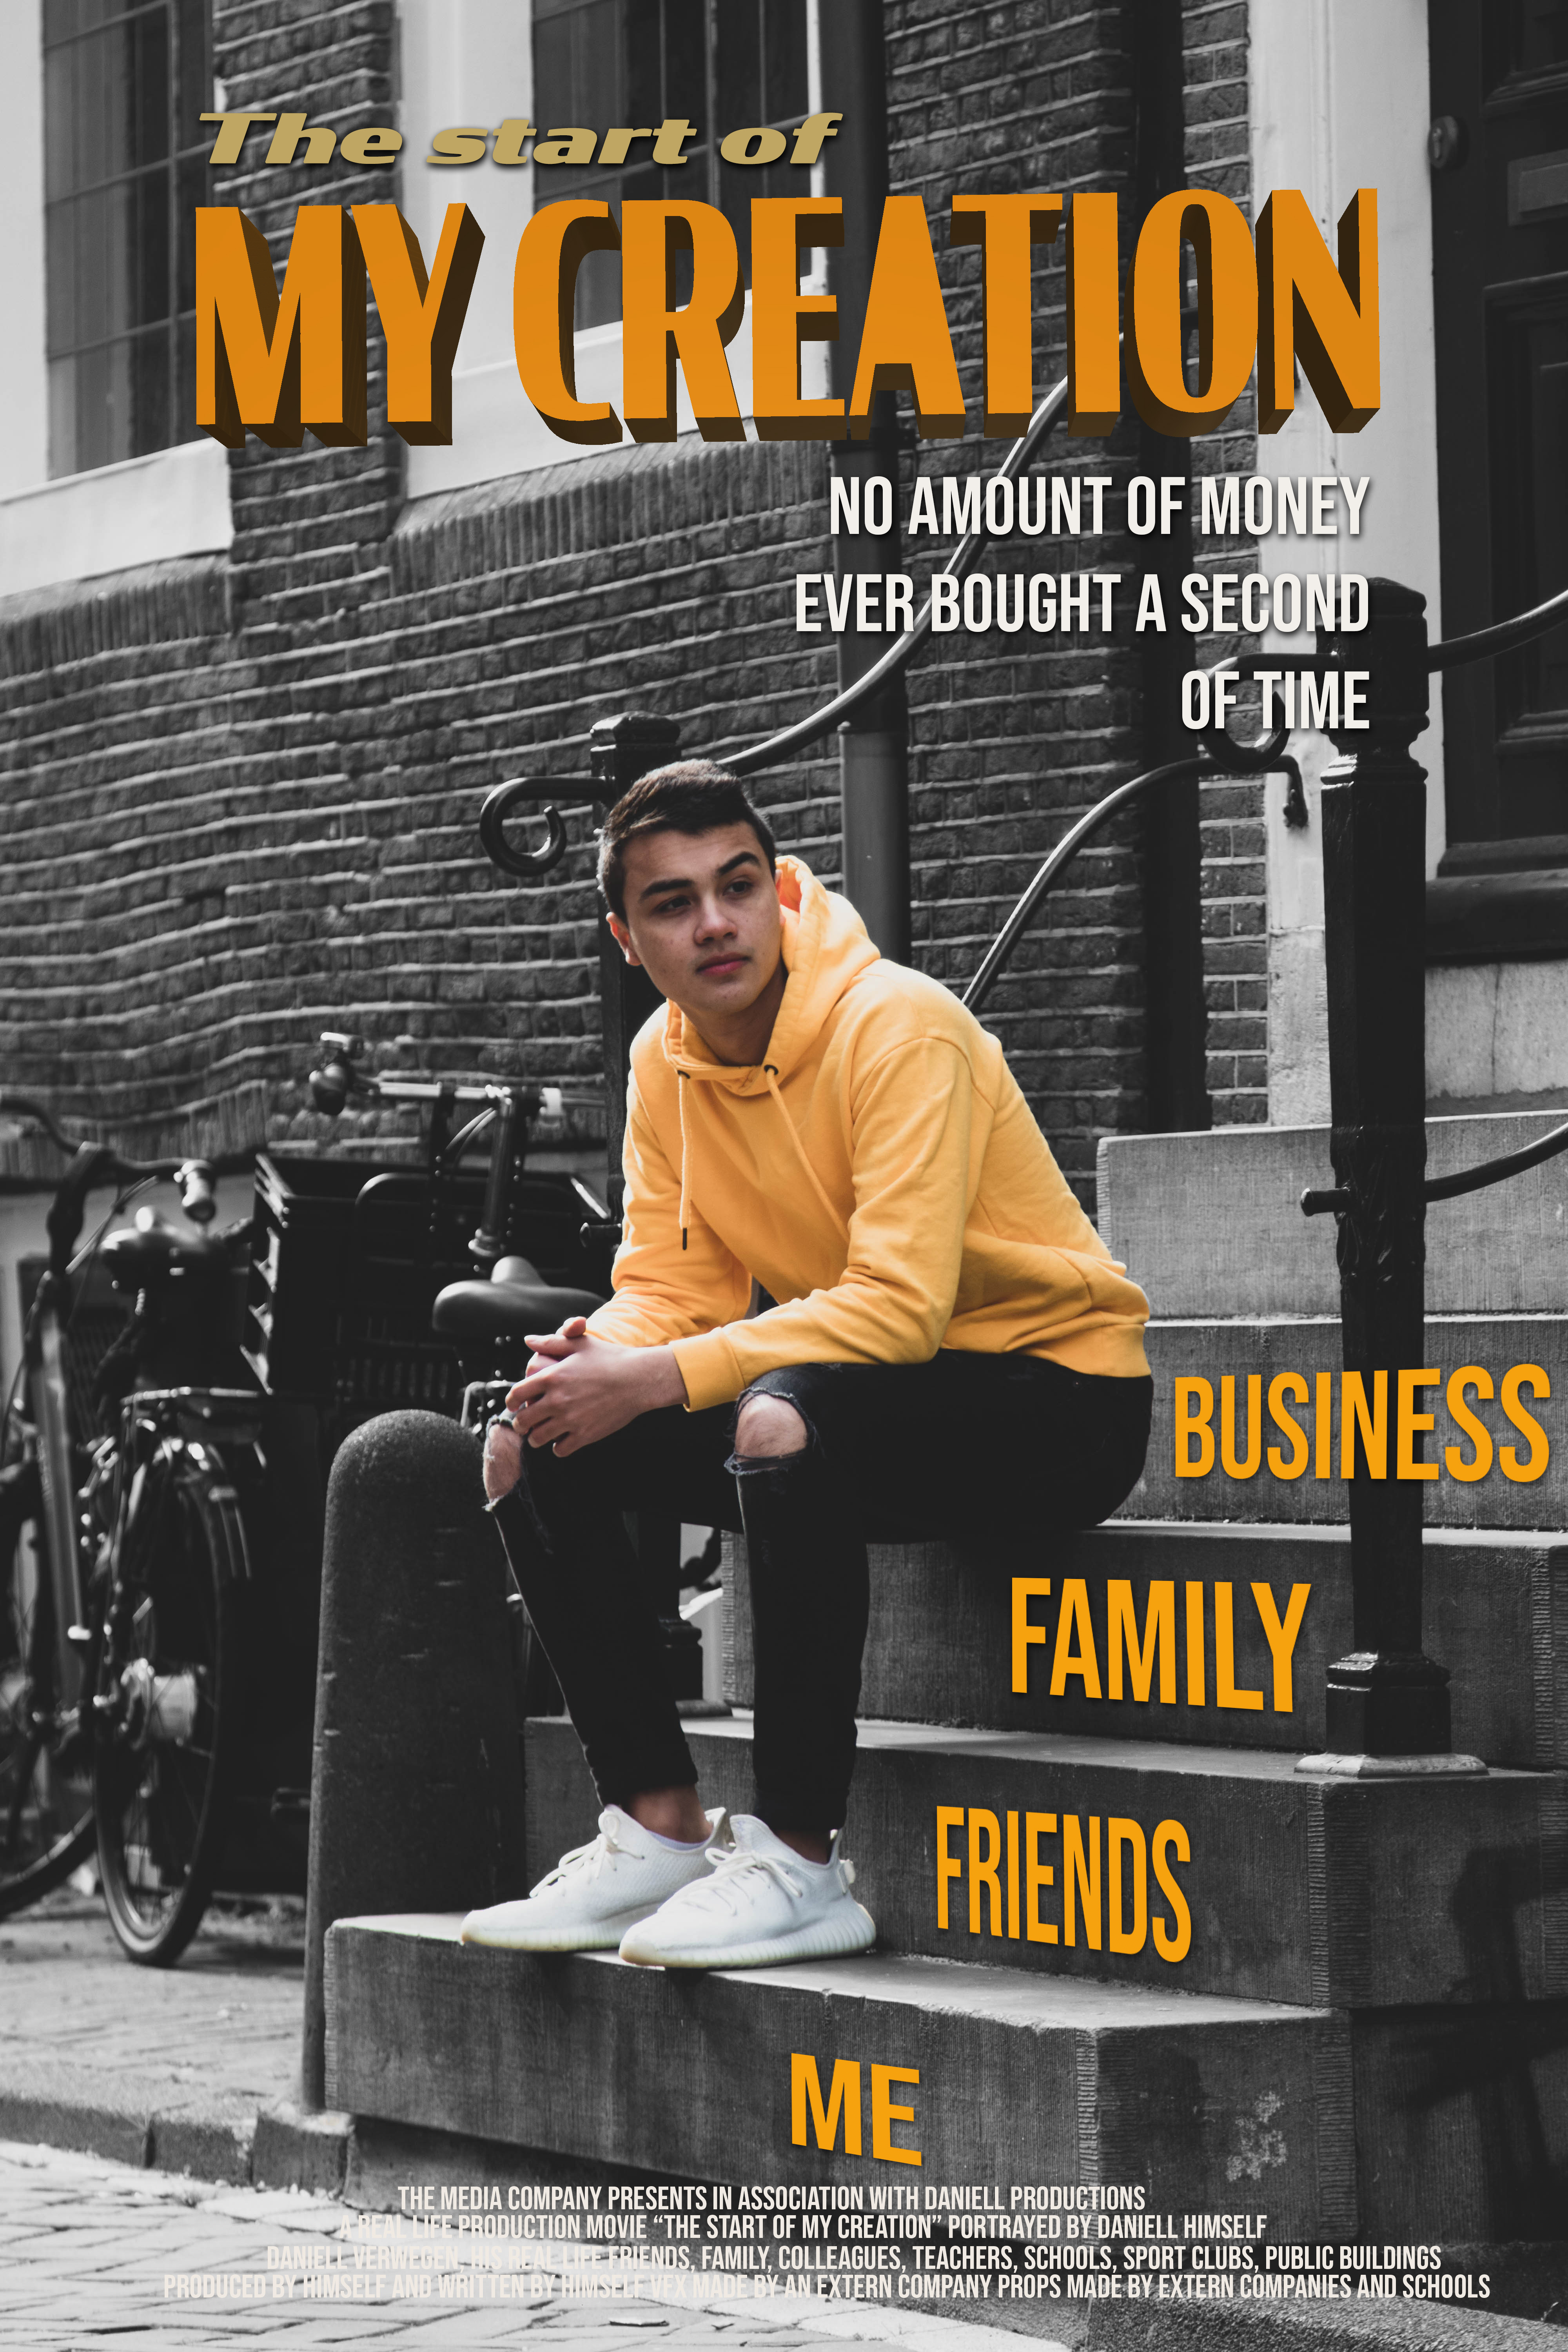 The start of
MY CREATION
NO AMOUNT OF MONEY
EVER BOUGHT A SECOND
OF TIME
BUSINESS
FAMILY
FRIENDS
ME
THE MEDIA COMPANY PRESENTS IN ASSOCIATION WITH DANIELL PRODUCTIONS
A REAL LIFE PRODUCTION MOVIE “THE START OF MY CREATION” PORTRAYED BY DANIELL HIMSELF
DANIELL VERWEGEN, HIS REAL LIFE FRIENDS, FAMILY, COLLEAGUES, TEACHERS, SCHOOLS, SPORT CLUBS, PUBLIC BUILDINGS
PRODUCED BY HIMSELF AND WRITTEN BY HIMSELF VFX MADE BY AN EXTERN COMPANY PROPS MADE BY EXTERN COMPANIES AND SCHOOLS